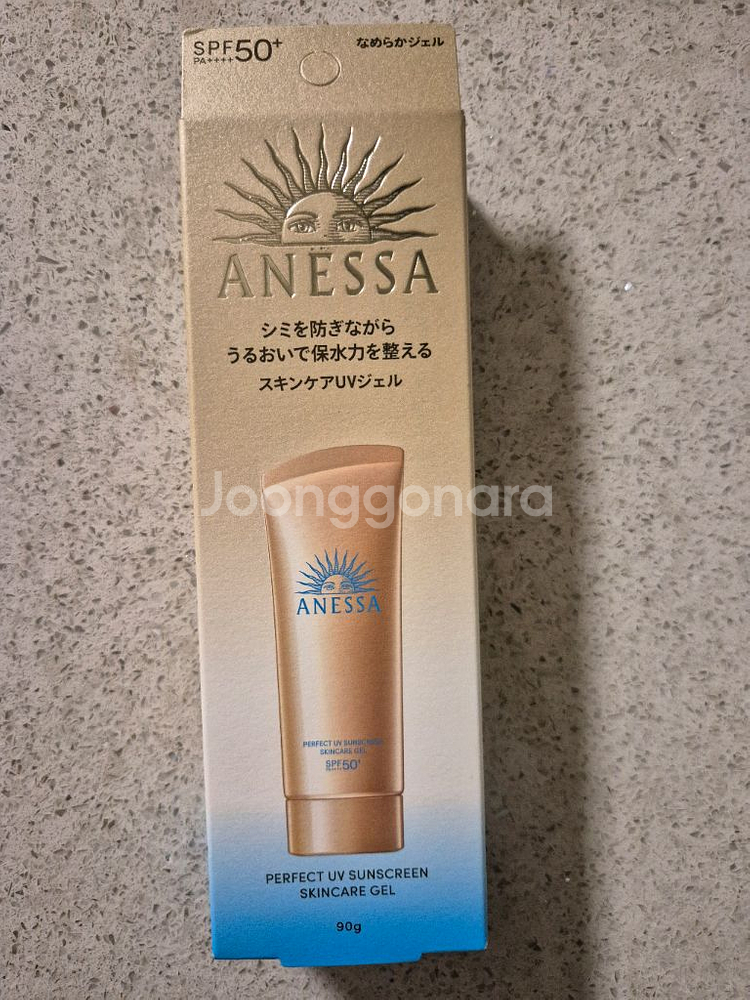 SPF50+
PA++++
なめらかジェル
ANESSA
シミを防ぎながら
うるおいで保水力を整える
スキンケアUVジェル
Joonggonara
ANESSA
PERFECT UV SUNSCREEN
SKINCARE GEL
SPF50+
PERFECT UV SUNSCREEN
SKINCARE GEL
90g